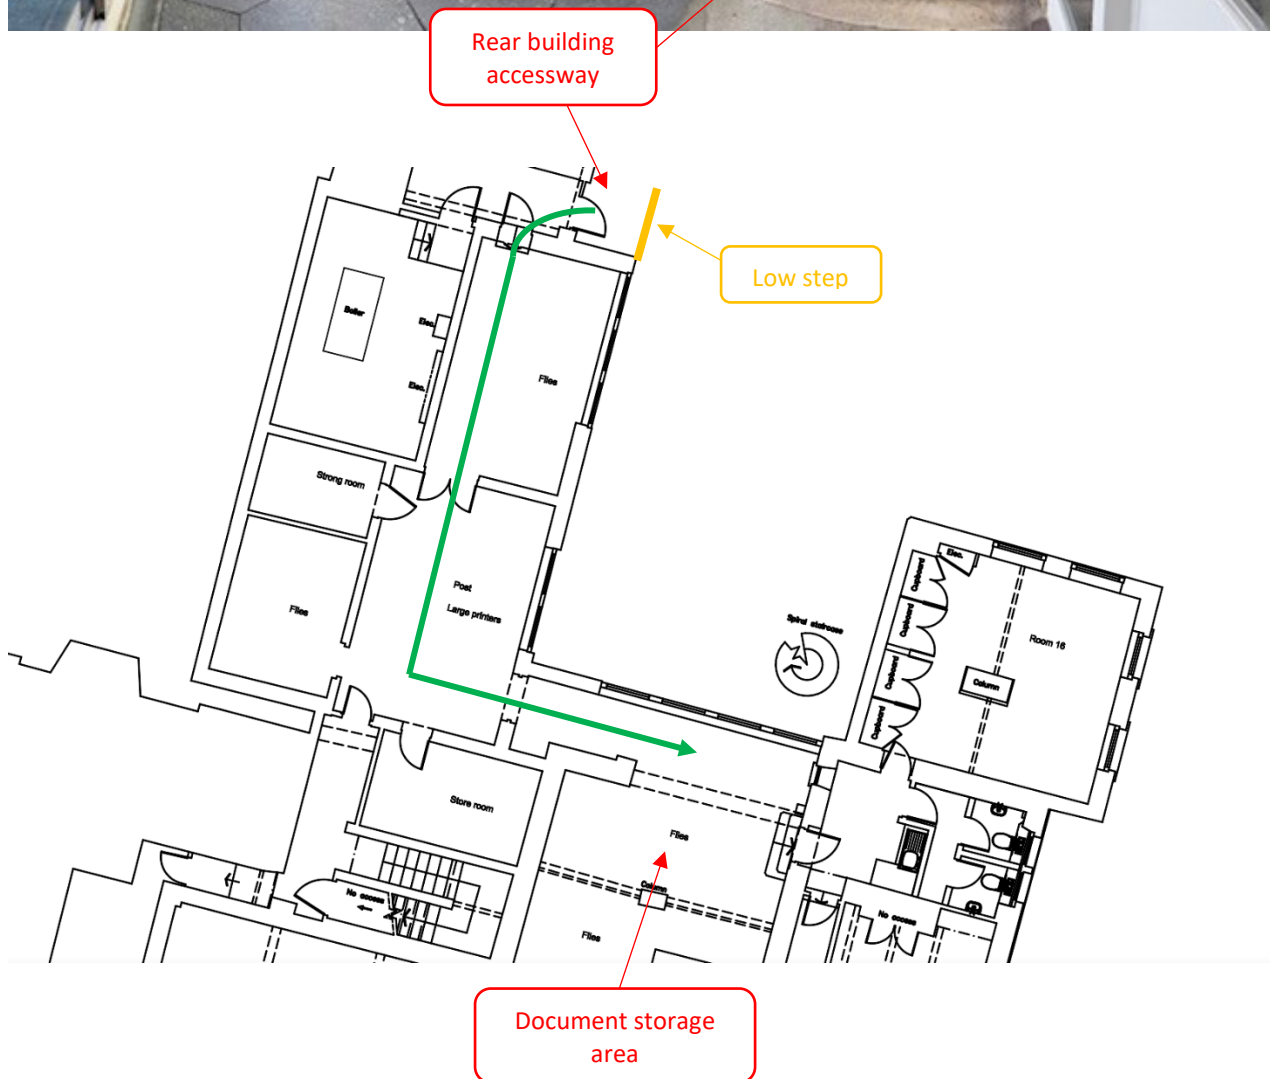 Rear building
accessway
Low step
Boiler
Elec.
Files
Elec.
Strong room
Post
Large printers
Files
Spiral staircase
Elec.
Cupboard
Cupboard
Cupboard
Cupboard
Room 16
Column
Store room
Files
Column
No access
No access
Files
Document storage
area